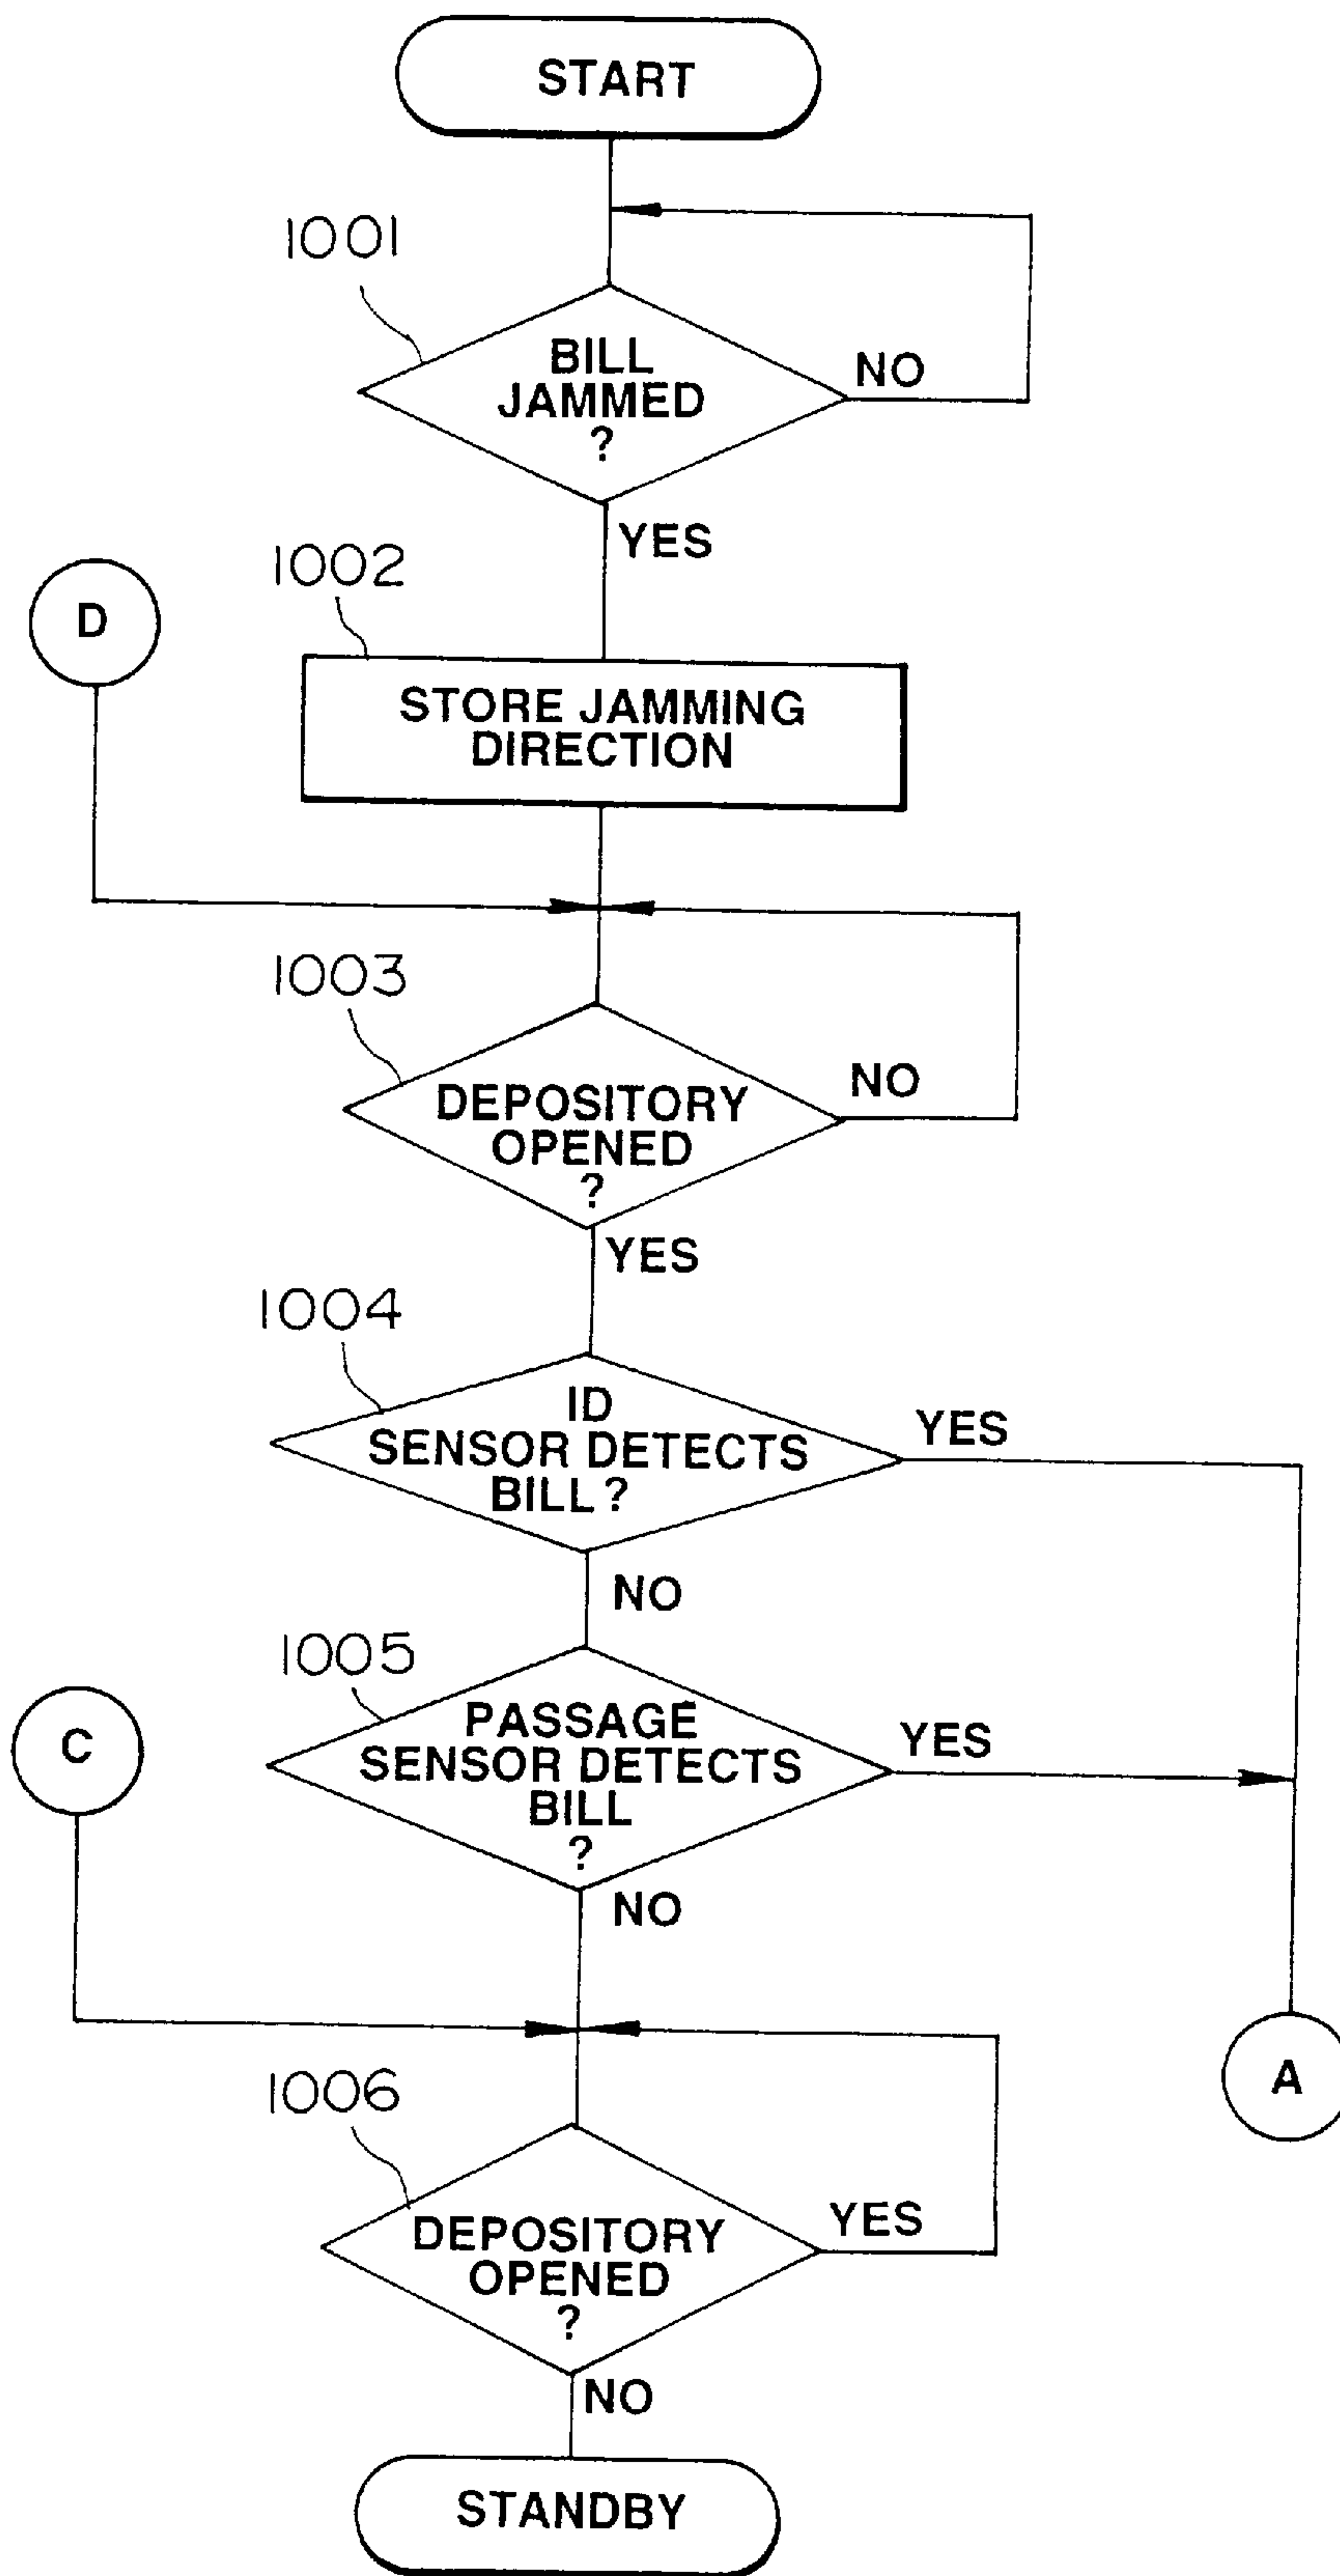 START
1001
BILL
JAMMED
?
NO
YES
1002
D
STORE JAMMING
DIRECTION
1003
DEPOSITORY
OPENED
?
NO
YES
1004
ID
SENSOR DETECTS
BILL?
YES
NO
1005
PASSAGE
SENSOR DETECTS
BILL
?
YES
C
NO
1006
A
DEPOSITORY
OPENED
?
YES
NO
STANDBY